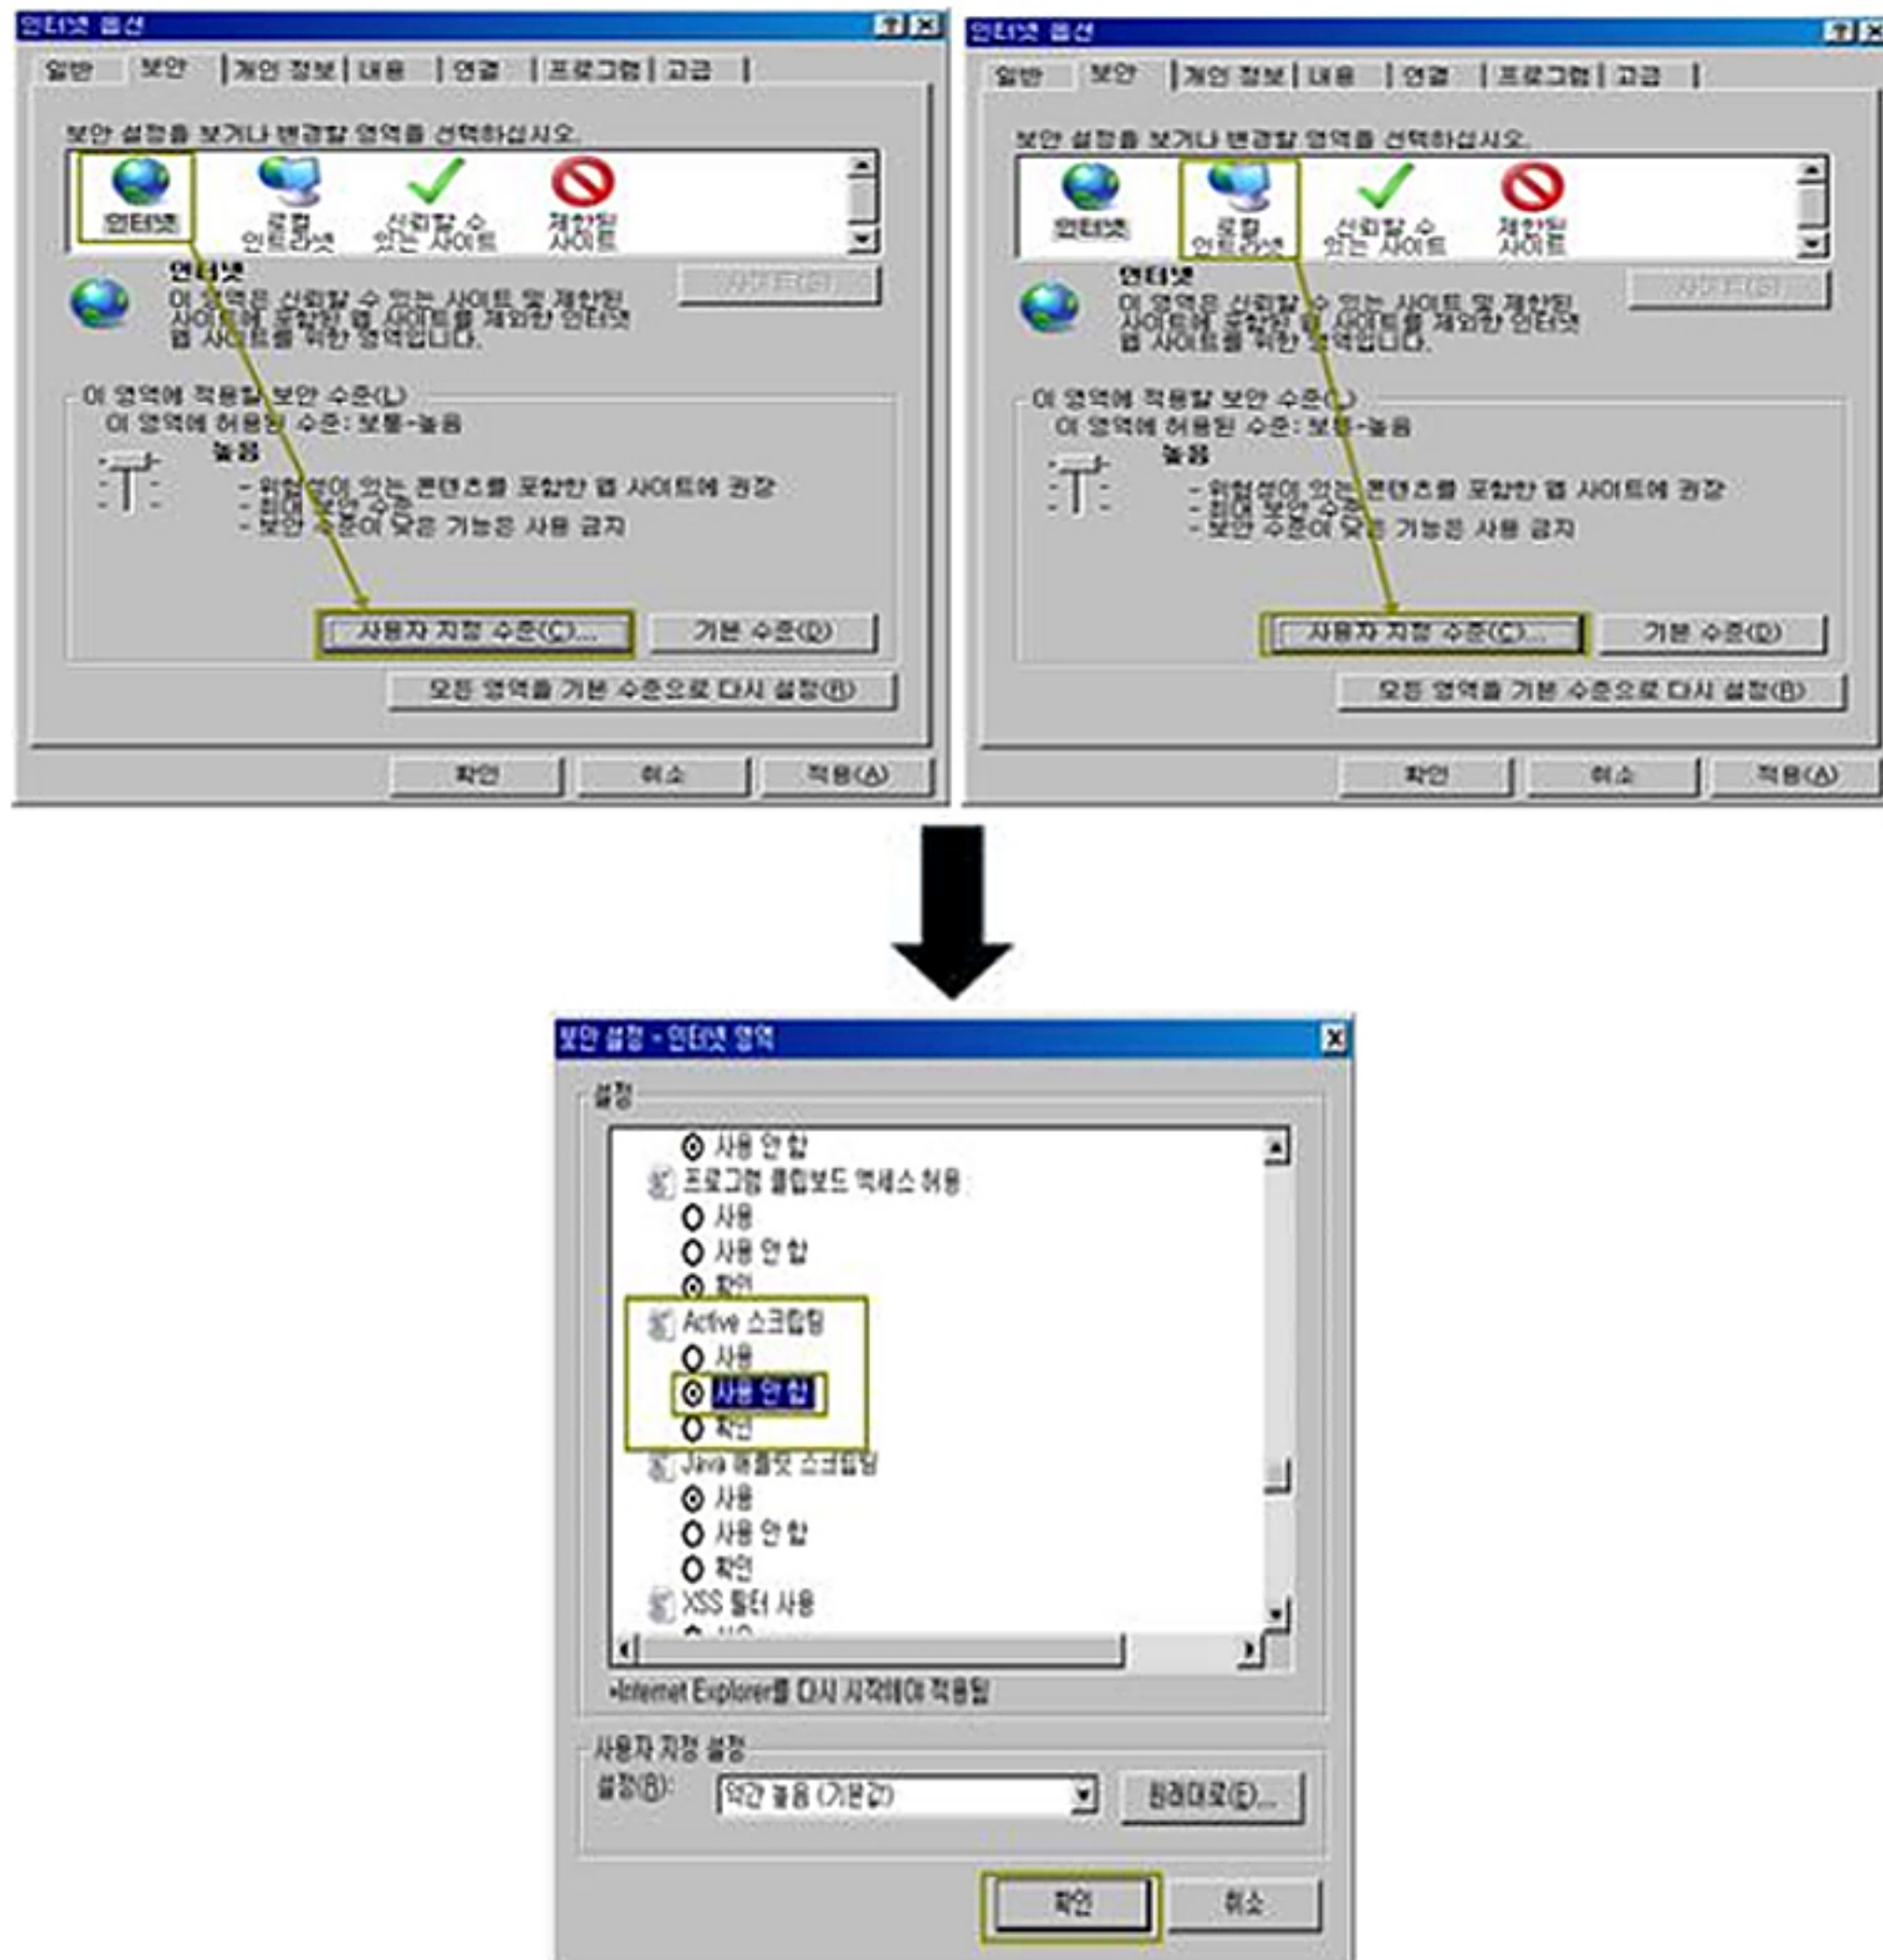 인터넷 옵션
일반 보안 개인 정보 내용 연결 프로그램 고급
보안 설정을 보거나 변경할 영역을 선택하십시오.
인터넷
로컬
인트라넷
신뢰할 수
있는 사이트
제한된
사이트
인터넷
이 영역은 신뢰할 수 있는 사이트 및 제한된
사이트에 포함된 웹 사이트를 제외한 인터넷
웹 사이트를 위한 영역입니다.
사이트(S)
이 영역에 적용할 보안 수준(L)
이 영역에 허용된 수준: 보통-높음
높음
- 위험성이 있는 콘텐츠를 포함한 웹 사이트에 권장
- 최대 보안 수준
- 보안 수준이 낮은 기능은 사용 금지
사용자 지정 수준(C)... 기본 수준(D)
모든 영역을 기본 수준으로 다시 설정(R)
확인 취소 적용(A)
인터넷 옵션
일반 보안 개인 정보 내용 연결 프로그램 고급
보안 설정을 보거나 변경할 영역을 선택하십시오.
인터넷
로컬
인트라넷
신뢰할 수
있는 사이트
제한된
사이트
인터넷
이 영역은 신뢰할 수 있는 사이트 및 제한된
사이트에 포함된 웹 사이트를 제외한 인터넷
웹 사이트를 위한 영역입니다.
사이트(S)
이 영역에 적용할 보안 수준(L)
이 영역에 허용된 수준: 보통-높음
높음
- 위험성이 있는 콘텐츠를 포함한 웹 사이트에 권장
- 최대 보안 수준
- 보안 수준이 낮은 기능은 사용 금지
사용자 지정 수준(C)... 기본 수준(D)
모든 영역을 기본 수준으로 다시 설정(R)
확인 취소 적용(A)
보안 설정 - 인터넷 영역
설정
사용 안 함
프로그램 클립보드 액세스 허용
사용
사용 안 함
확인
Active 스크립팅
사용
사용 안 함
확인
Java 애플릿 스크립팅
사용
사용 안 함
확인
XSS 필터 사용
사용
*Internet Explorer를 다시 시작해야 적용됨
사용자 지정 설정
설정(R): 약간 높음 (기본값) 원래대로(E)...
확인 취소